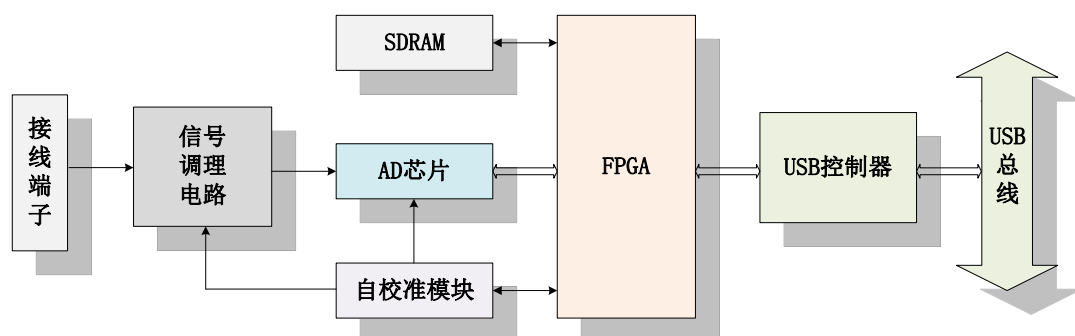 接线端子
信号
调理
电路
SDRAM
AD芯片
自校准模块
FPGA
USB控制器
USB
总
线